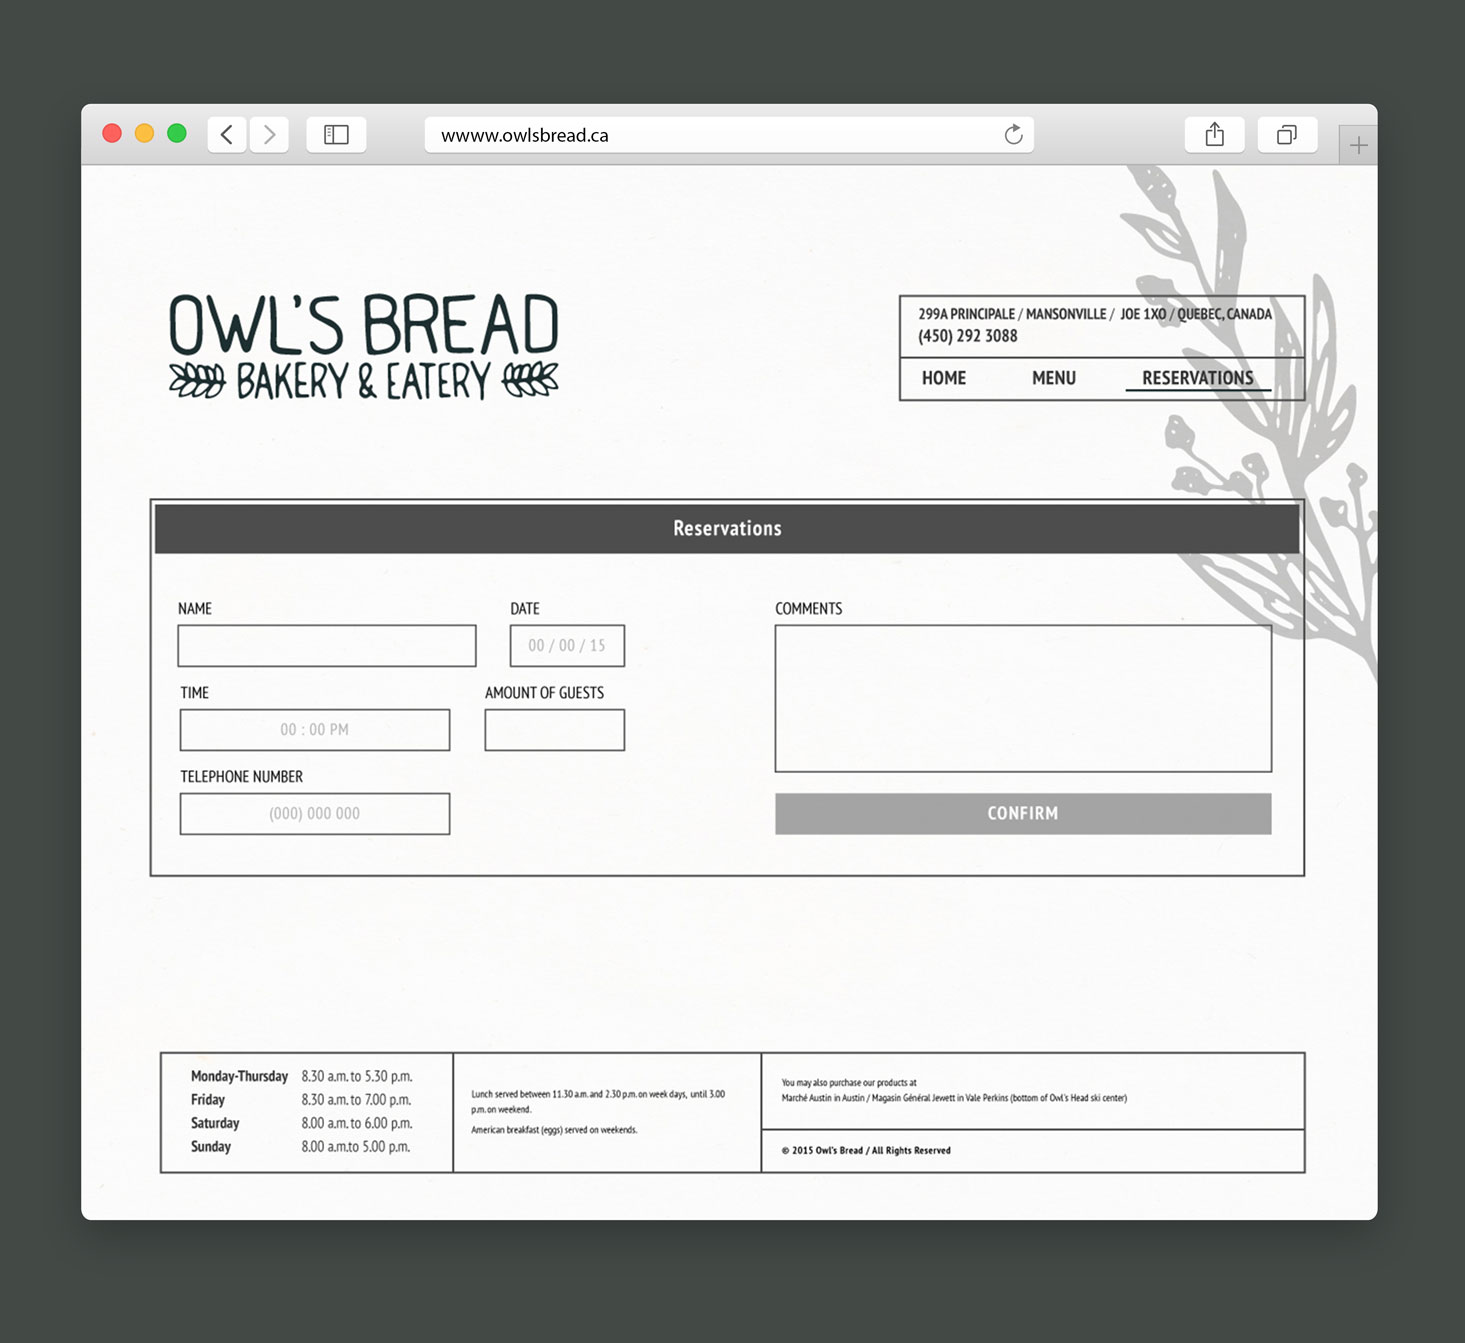 wwww.owlsbread.ca
OWL'S BREAD
BAKERY & EATERY
299A PRINCIPALE / MANSONVILLE / JOE 1XO / QUEBEC, CANADA
(450) 292 3088
HOME MENU RESERVATIONS
Reservations
NAME DATE COMMENTS
00 / 00 / 15
TIME AMOUNT OF GUESTS
00 : 00 PM
TELEPHONE NUMBER
(000) 000 000
CONFIRM
Monday-Thursday 8.30 a.m. to 5.30 p.m.
Friday 8.30 a.m. to 7.00 p.m.
Saturday 8.00 a.m. to 6.00 p.m.
Sunday 8.00 a.m.to 5.00 p.m.
Lunch served between 11.30 a.m. and 2.30 p.m. on week days, until 3.00
p.m. on weekend.
American breakfast (eggs) served on weekends.
You may also purchase our products at
Marché Austin in Austin / Magasin Général Jewett in Vale Perkins (bottom of Owl's Head ski center)
© 2015 Owl's Bread / All Rights Reserved